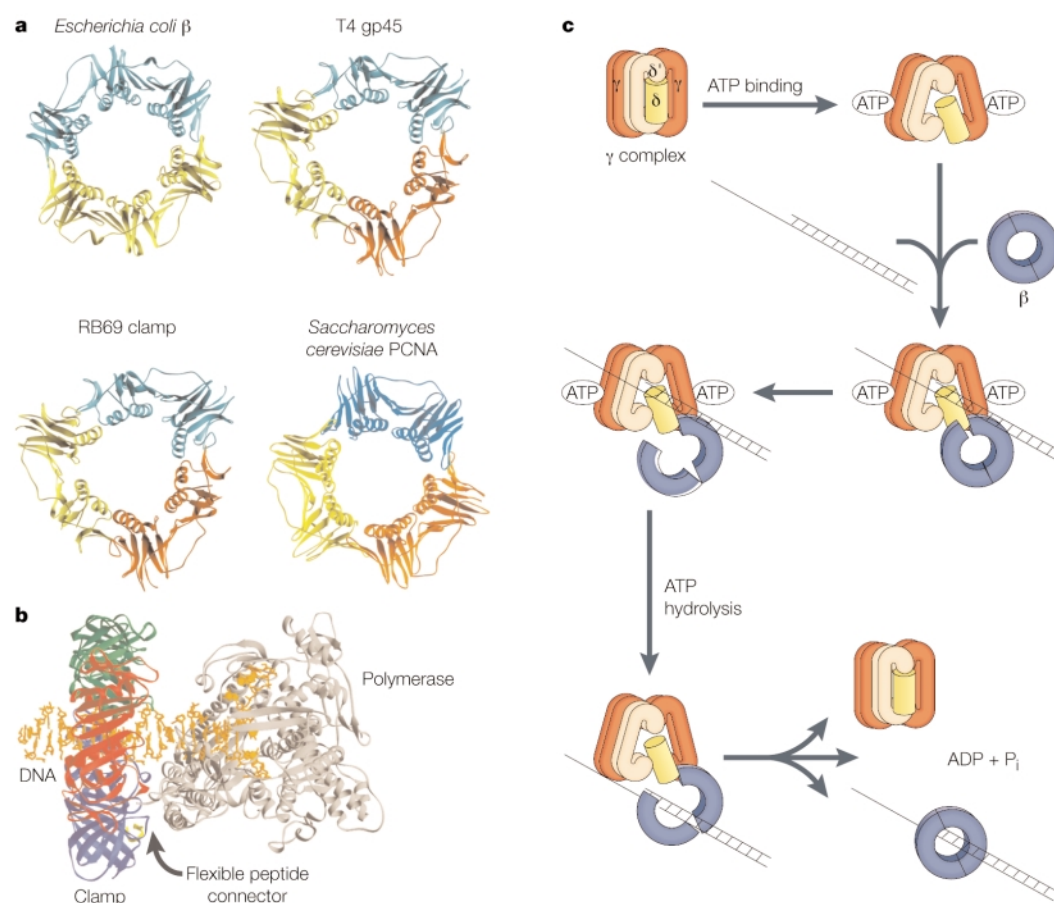 a
Escherichia coli β
T4 gp45
RB69 clamp
Saccharomyces
cerevisiae PCNA
b
Polymerase
DNA
Clamp
Flexible peptide
connector
c
γ
δ'
δ
γ
γ complex
ATP binding
ATP
ATP
β
ATP
ATP
ATP
ATP
ATP
hydrolysis
ADP + Pi